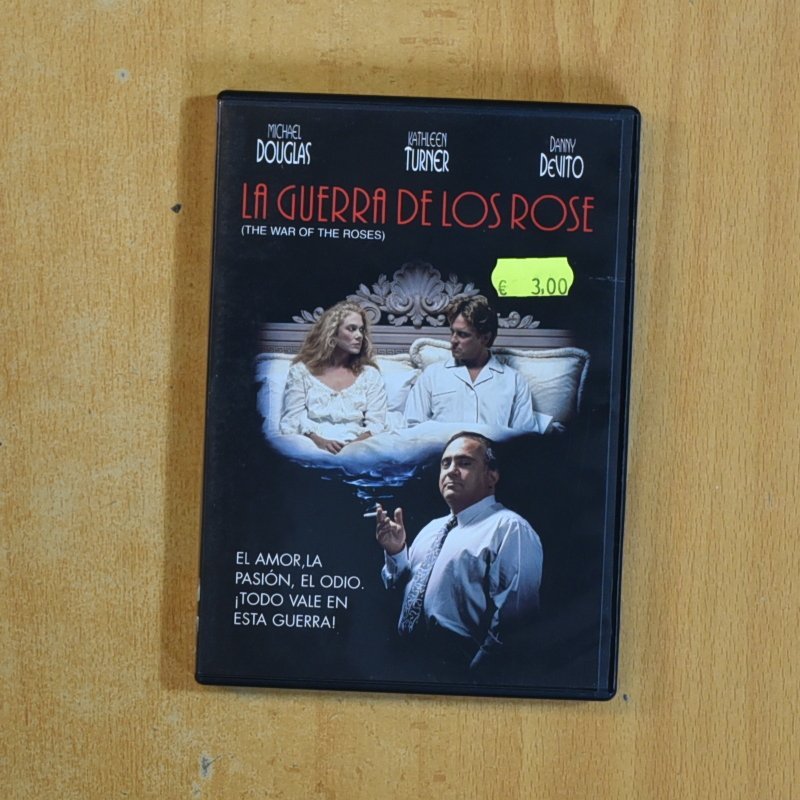 MICHAEL DOUGLAS
KATHLEEN TURNER
DANNY DeVITO
LA GUERRA DE LOS ROSE
(THE WAR OF THE ROSES)
€ 3,00
EL AMOR,LA
PASIÓN, EL ODIO.
¡TODO VALE EN
ESTA GUERRA!